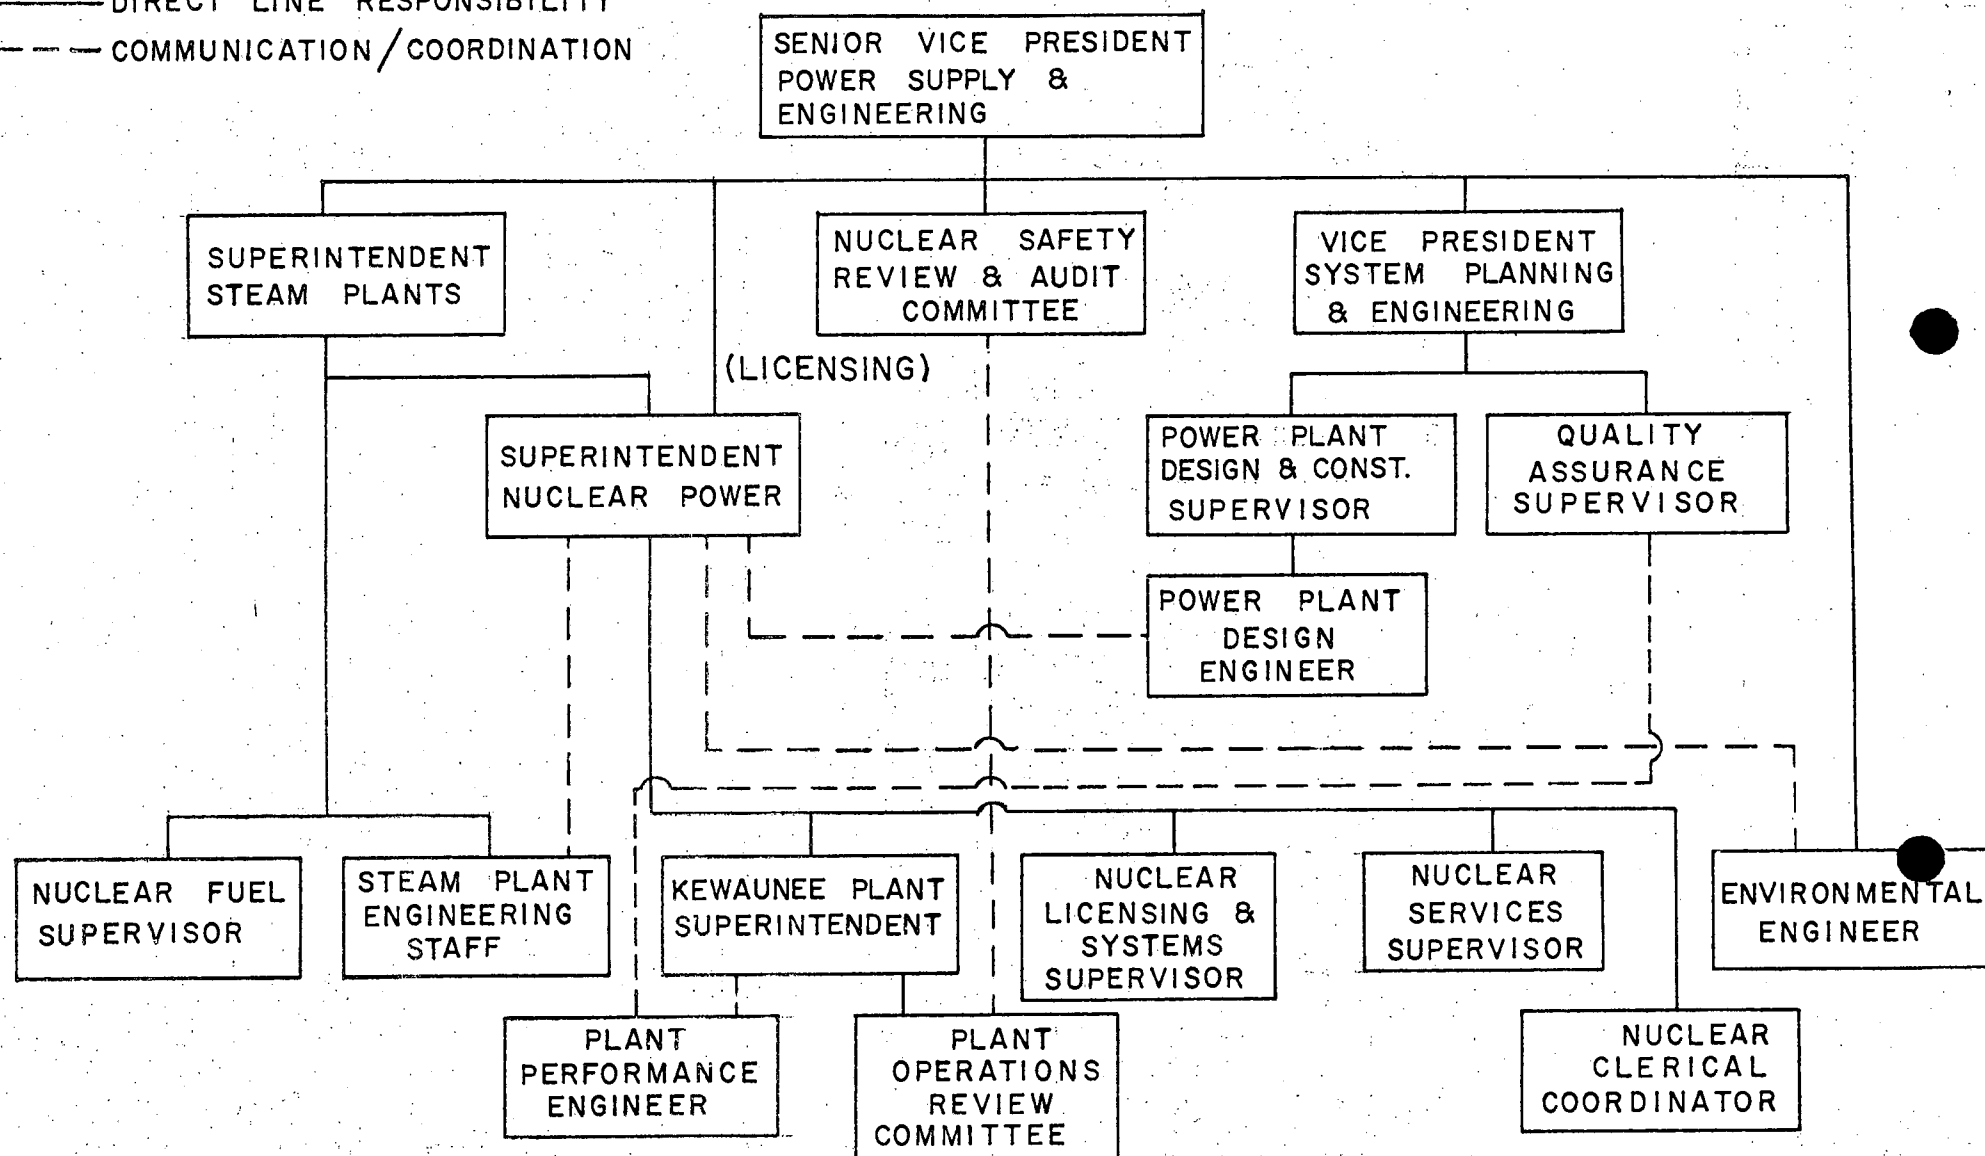 DIRECT LINE RESPONSIBILITY
COMMUNICATION/COORDINATION
SENIOR VICE PRESIDENT
POWER SUPPLY &
ENGINEERING
SUPERINTENDENT
STEAM PLANTS
NUCLEAR SAFETY
REVIEW & AUDIT
COMMITTEE
VICE PRESIDENT
SYSTEM PLANNING
& ENGINEERING
(LICENSING)
SUPERINTENDENT
NUCLEAR POWER
POWER PLANT
DESIGN & CONST.
SUPERVISOR
QUALITY
ASSURANCE
SUPERVISOR
POWER PLANT
DESIGN
ENGINEER
NUCLEAR FUEL
SUPERVISOR
STEAM PLANT
ENGINEERING
STAFF
KEWAUNEE PLANT
SUPERINTENDENT
NUCLEAR
LICENSING &
SYSTEMS
SUPERVISOR
NUCLEAR
SERVICES
SUPERVISOR
ENVIRONMENTAL
ENGINEER
PLANT
PERFORMANCE
ENGINEER
PLANT
OPERATIONS
REVIEW
COMMITTEE
NUCLEAR
CLERICAL
COORDINATOR